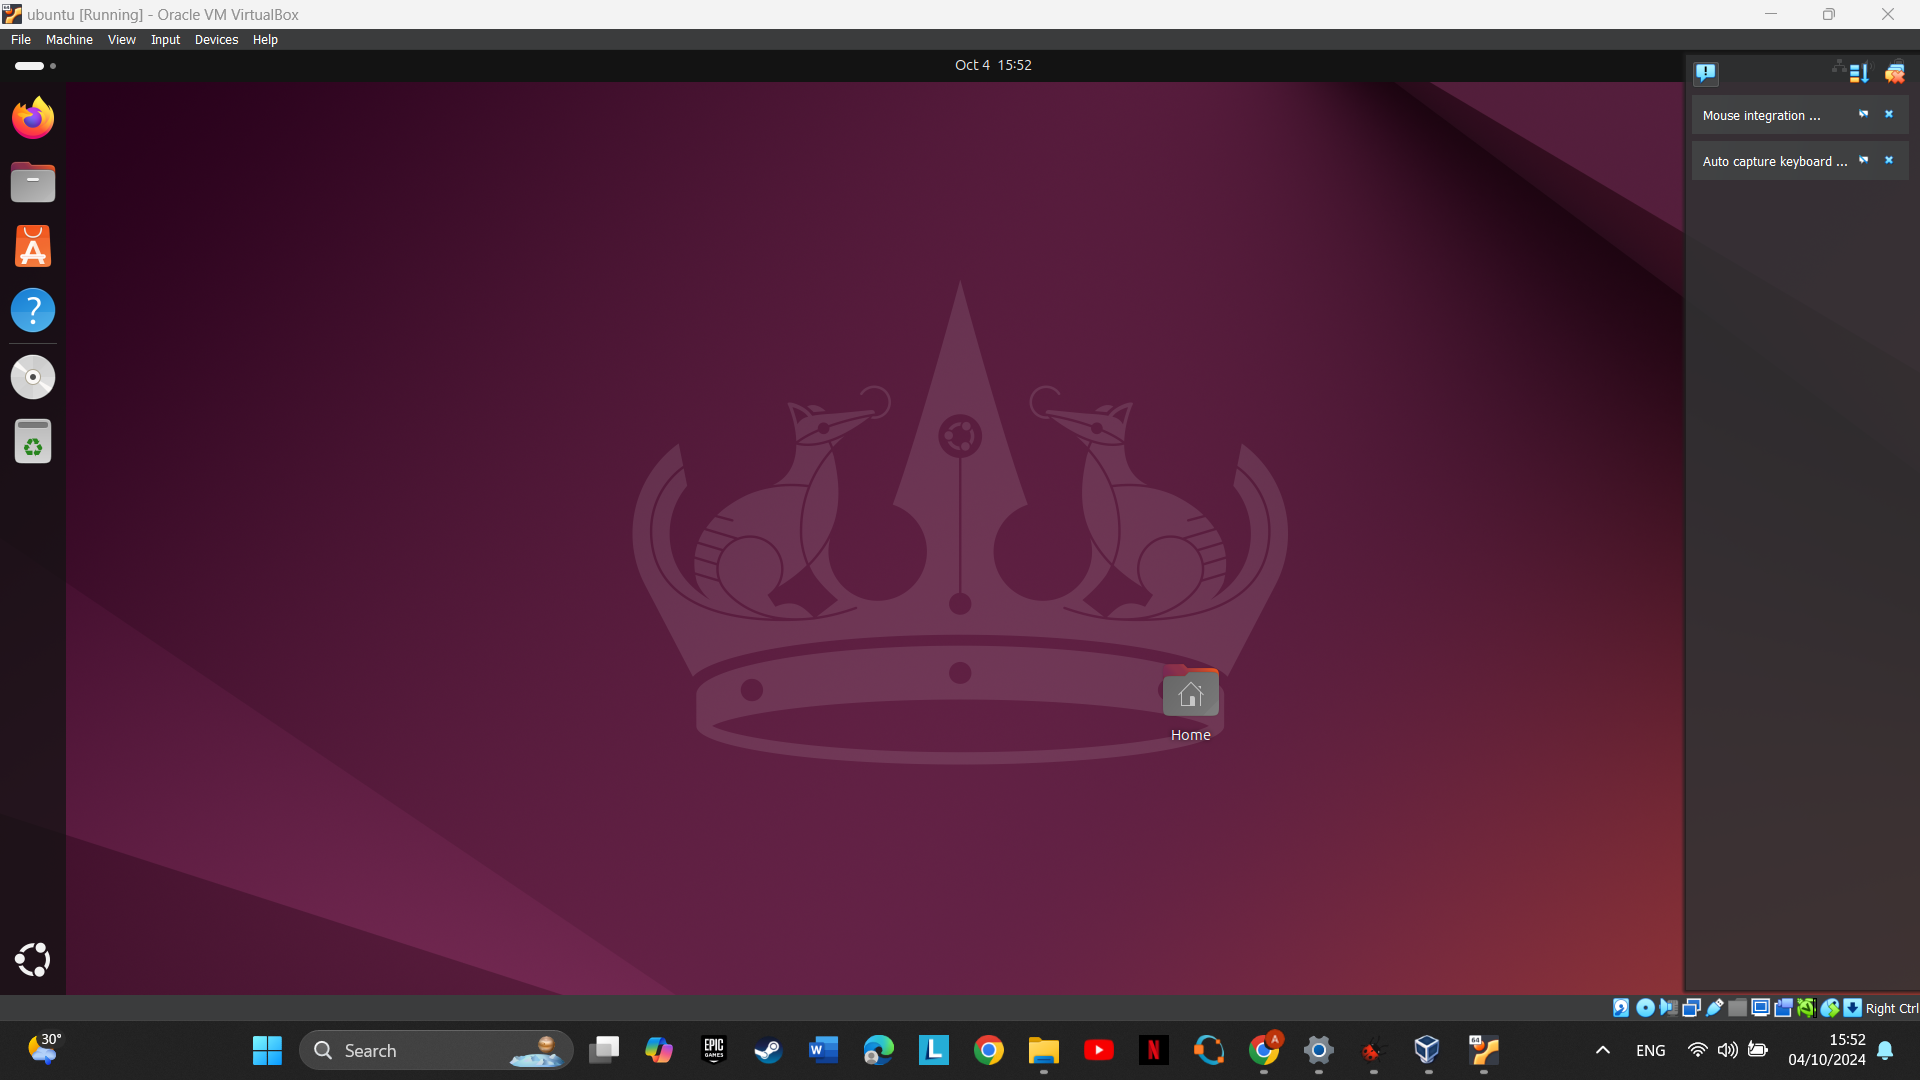 ubuntu [Running] - Oracle VM VirtualBox
File Machine View Input Devices Help
Oct 4 15:52
Mouse integration ...
Auto capture keyboard ...
Home
Right Ctrl
30°
Search
EPIC
GAMES
W
L
N
A
64
ENG
15:52
04/10/2024